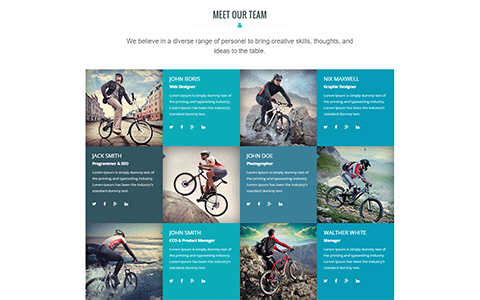 MEET OUR TEAM
We believe in a diverse range of personel to bring creative skills, thoughts, and
ideas to the table.
JOHN BORIS
Web Designer
Lorem Ipsum is simply dummy text of
the printing and typesetting industry.
Lorem Ipsum has been the industry's
standard dummy text.
NIX MAXWELL
Graphic Designer
Lorem Ipsum is simply dummy text of
the printing and typesetting industry.
Lorem Ipsum has been the industry's
standard dummy text.
JACK SMITH
Programmer & SEO
Lorem Ipsum is simply dummy text of
the printing and typesetting industry.
Lorem Ipsum has been the industry's
standard dummy text.
JOHN DOE
Photographer
Lorem Ipsum is simply dummy text of
the printing and typesetting industry.
Lorem Ipsum has been the industry's
standard dummy text.
JOHN SMITH
CEO & Product Manager
Lorem Ipsum is simply dummy text of
the printing and typesetting industry.
Lorem Ipsum has been the industry's
standard dummy text.
WALTHER WHITE
Manager
Lorem Ipsum is simply dummy text of
the printing and typesetting industry.
Lorem Ipsum has been the industry's
standard dummy text.